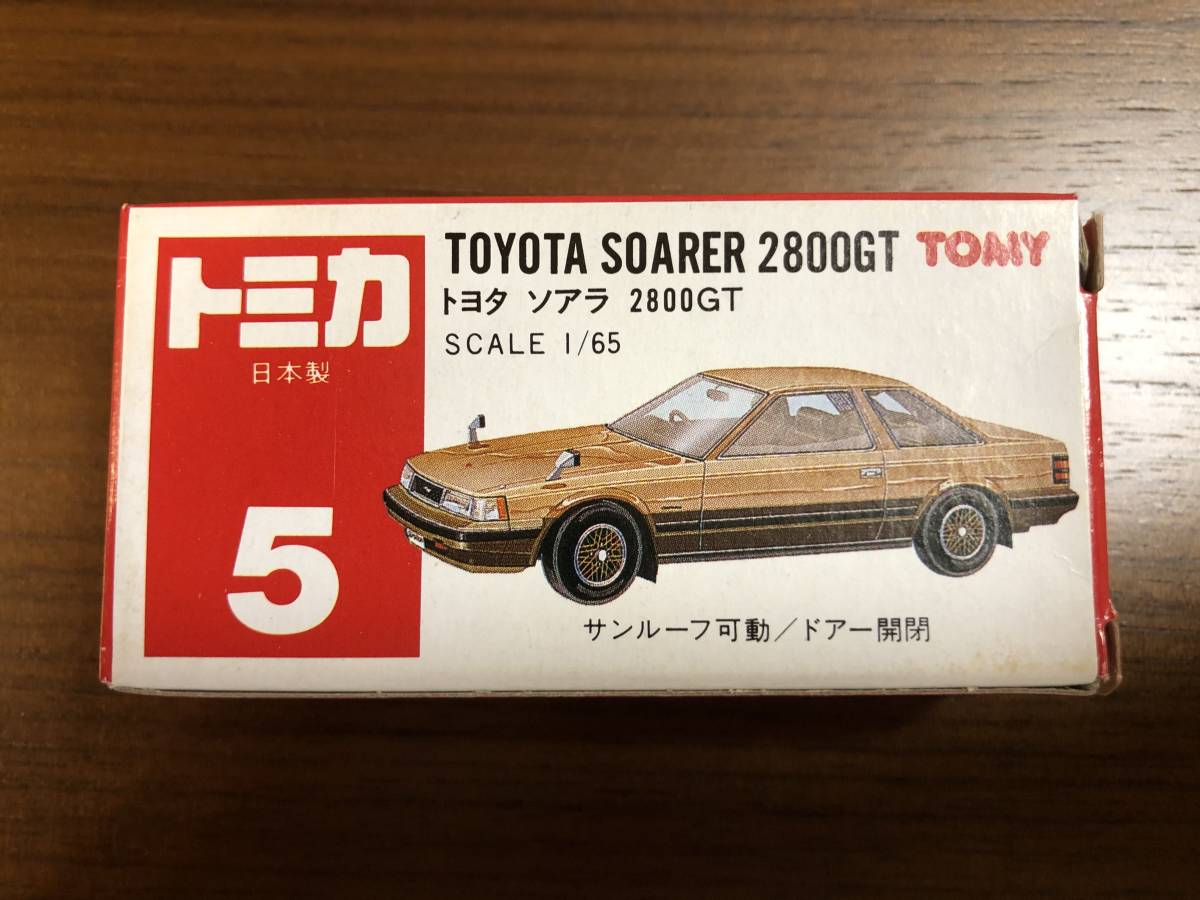 トミカ
日本製
5
TOYOTA SOARER 2800GT TOMY
トヨタ ソアラ 2800GT
SCALE 1/65
サンルーフ可動/ドアー開閉